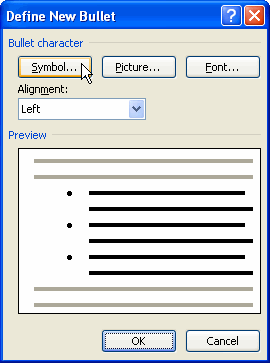 Define New Bullet
Bullet character
Symbol... Picture... Font...
Alignment:
Left
Preview
OK Cancel